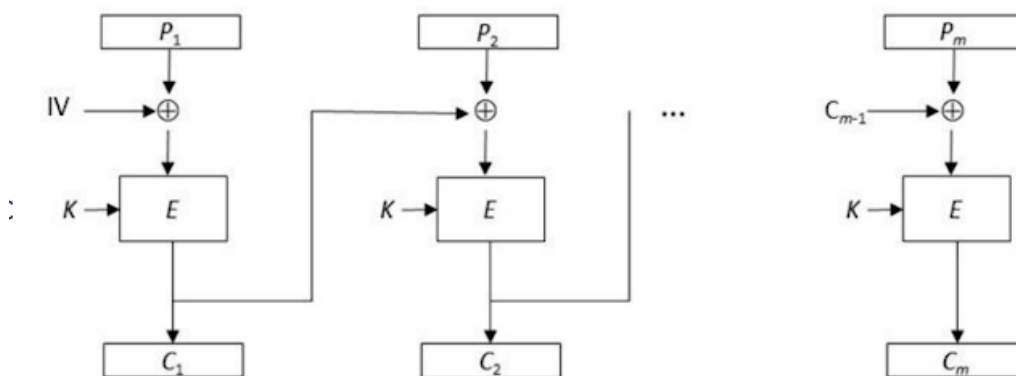 P₁ P₂ Pₘ
IV ... Cₘ₋₁
K E K E K E
C₁ C₂ Cₘ